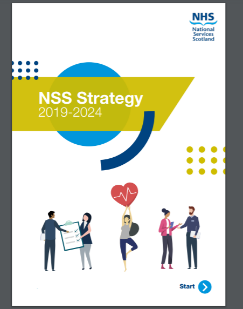 NHS
National
Services
Scotland
NSS Strategy
2019-2024
Start